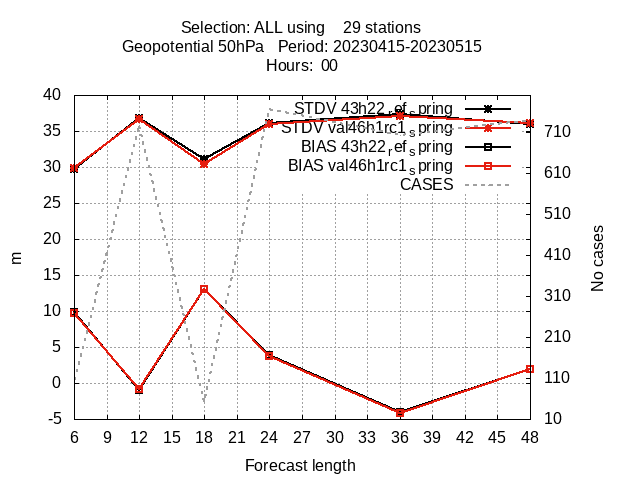 Selection: ALL using    29 stations
Geopotential 50hPa   Period: 20230415-20230515
Hours:  00
STDV 43h22_ref_spring
STDV val46h1rc1_spring
BIAS 43h22_ref_spring
BIAS val46h1rc1_spring
CASES
40
35
30
25
20
15
10
5
0
-5
m
710
610
510
410
310
210
110
10
No cases
6 9 12 15 18 21 24 27 30 33 36 39 42 45 48
Forecast length